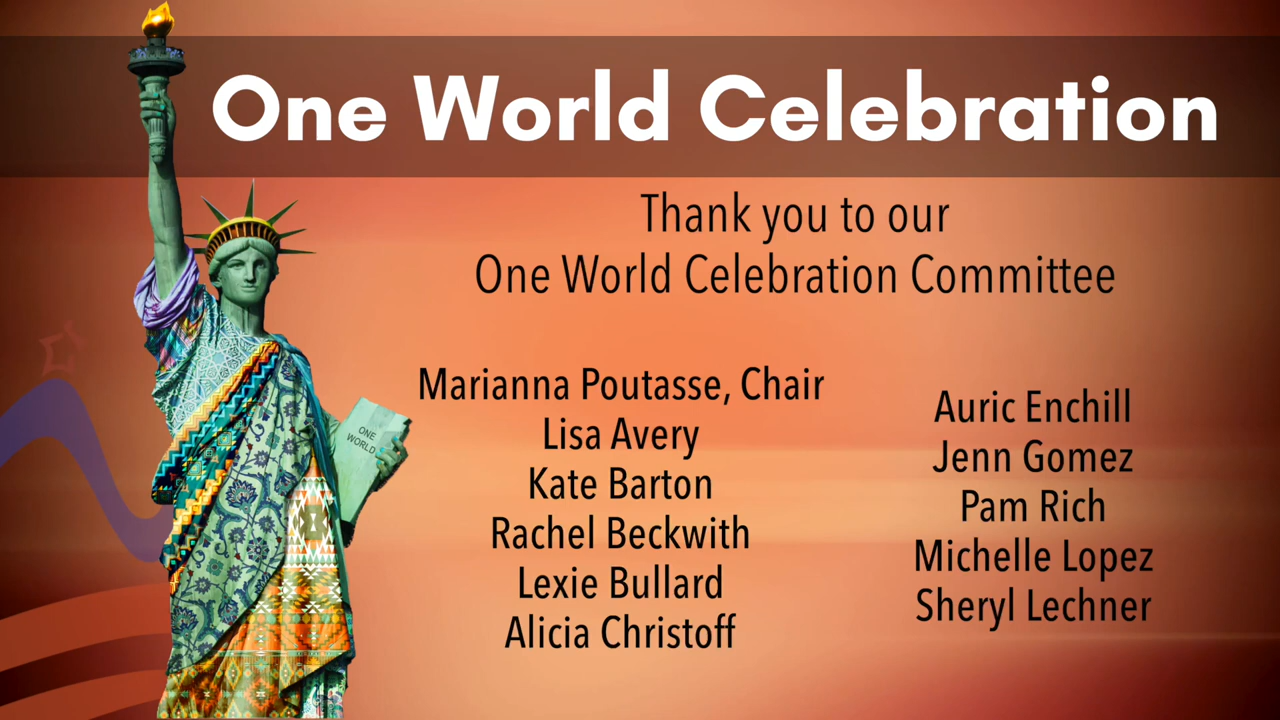 One World Celebration
Thank you to our
One World Celebration Committee
Marianna Poutasse, Chair
Lisa Avery
Kate Barton
Rachel Beckwith
Lexie Bullard
Alicia Christoff
Auric Enchill
Jenn Gomez
Pam Rich
Michelle Lopez
Sheryl Lechner
ONE
WORLD